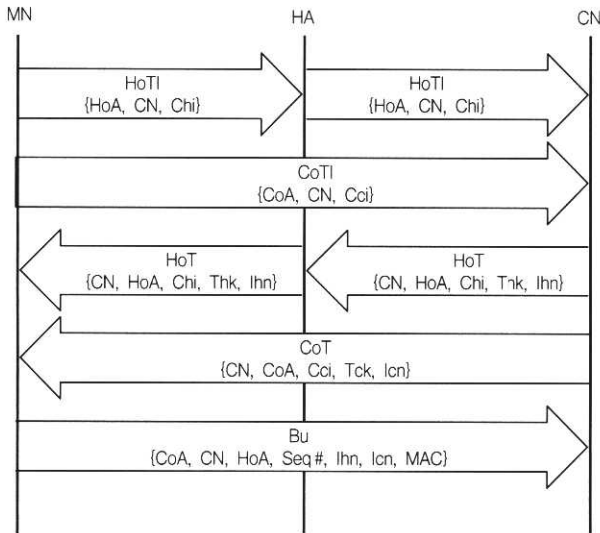 MN HA CN
HoTI HoTI
{HoA, CN, Chi} {HoA, CN, Chi}
CoTI
{CoA, CN, Cci}
HoT HoT
{CN, HoA, Chi, Thk, Ihn} {CN, HoA, Chi, Thk, Ihn}
CoT
{CN, CoA, Cci, Tck, Icn}
Bu
{CoA, CN, HoA, Seq #, Ihn, Icn, MAC}